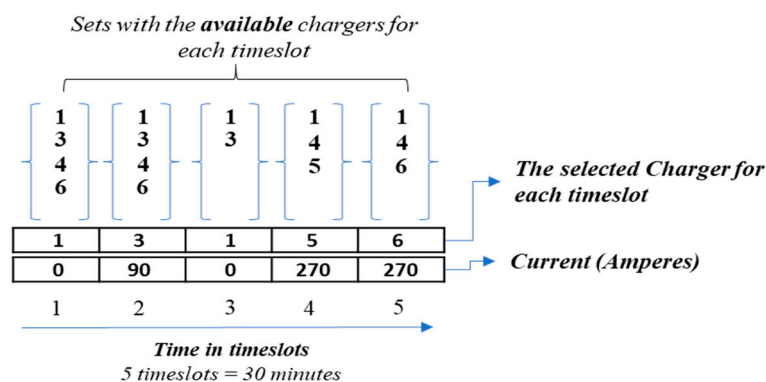 Sets with the available chargers for
each timeslot
1 1 1 1 1
3 3 3 4 4
4 4 5 6
6 6
The selected Charger for
each timeslot
1 3 1 5 6
0 90 0 270 270
Current (Amperes)
1 2 3 4 5
Time in timeslots
5 timeslots = 30 minutes